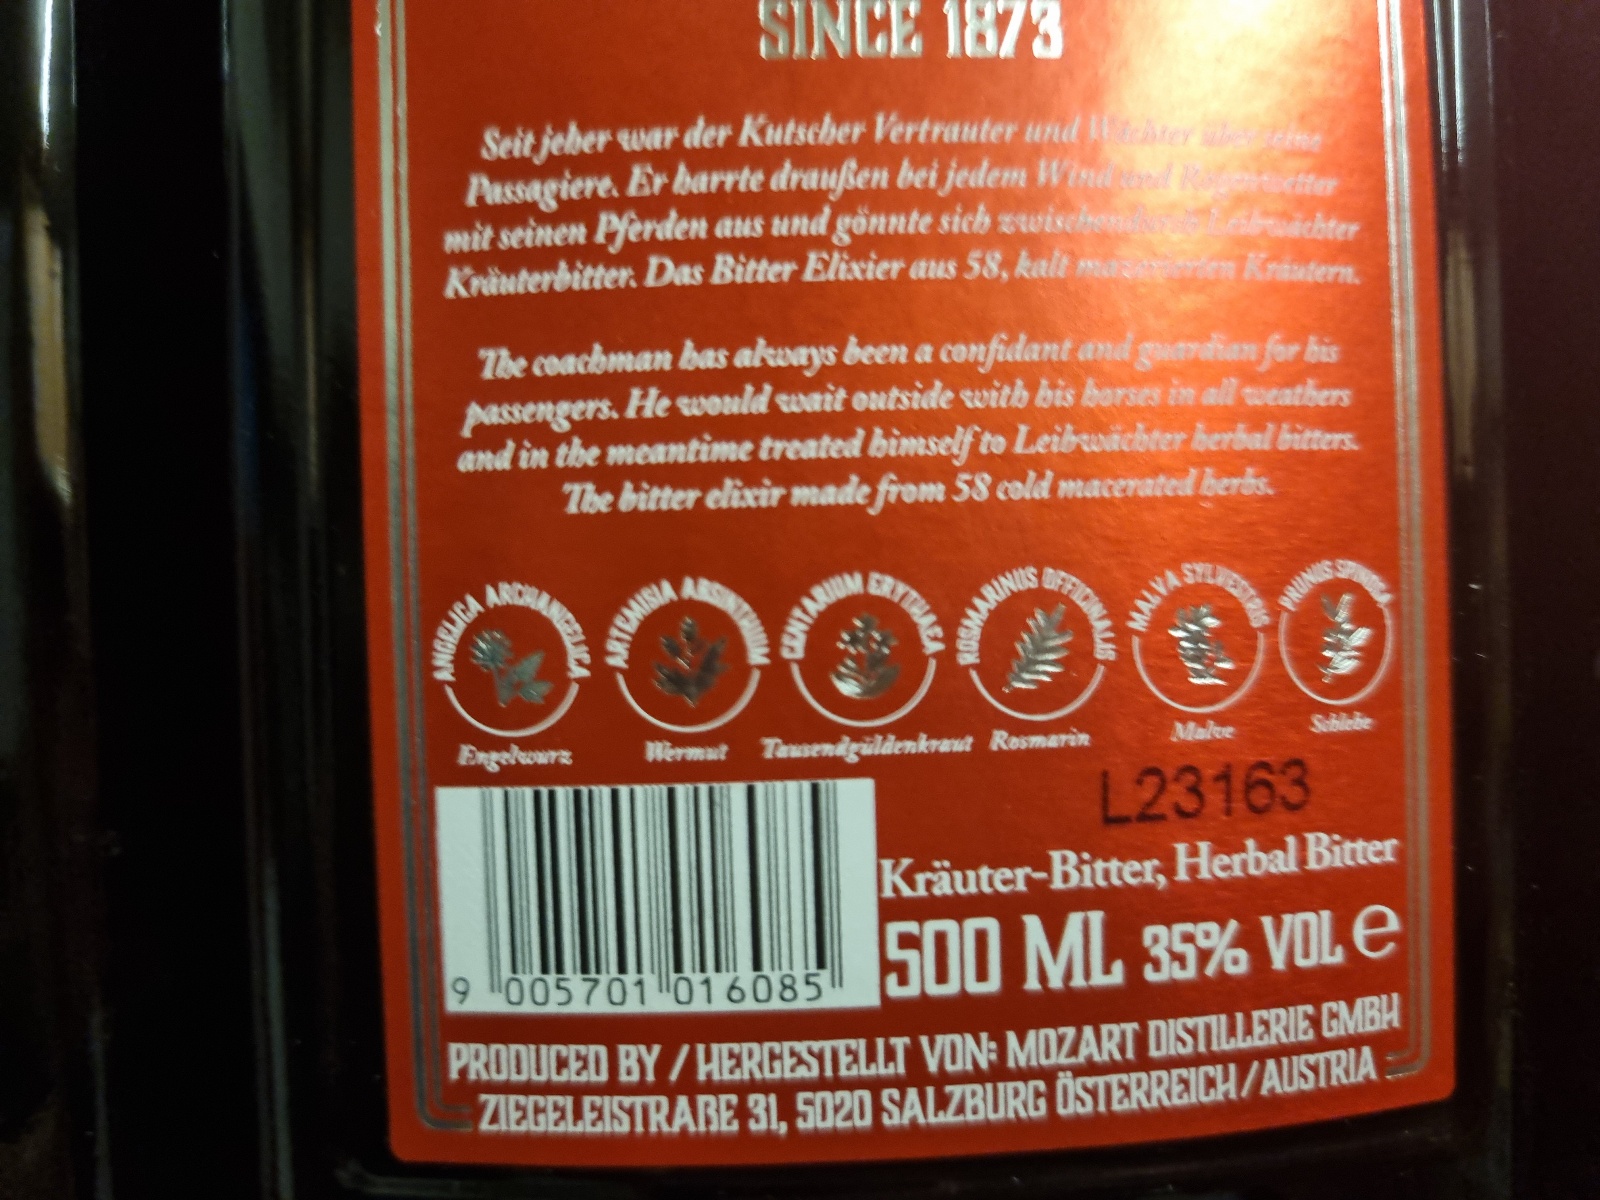 SINCE 1873
Seit jeher war der Kutscher Vertrauter und Wächter über seine
Passagiere. Er harrte draußen bei jedem Wind und Regenwetter
mit seinen Pferden aus und gönnte sich zwischendurch Leibwächter
Kräuterbitter. Das Bitter Elixier aus 58, kalt mazerierten Kräutern.
The coachman has always been a confidant and guardian for his
passengers. He would wait outside with his horses in all weathers
and in the meantime treated himself to Leibwächter herbal bitters.
The bitter elixir made from 58 cold macerated herbs.
ANGELICA ARCHANGELICA ARTEMISIA ABSINTHIUM CENTARIUM ERYTHAEA ROSMARINUS OFFICINALIS MALVA SYLVESTRIS PRUNUS SPINOSA
Engelwurz Wermut Tausendgüldenkraut Rosmarin Malve Schlehe
L23163
Kräuter-Bitter, Herbal Bitter
500 ML 35% VOL e
9 005701 016085
PRODUCED BY / HERGESTELLT VON: MOZART DISTILLERIE GMBH
ZIEGELEISTRAßE 31, 5020 SALZBURG ÖSTERREICH / AUSTRIA